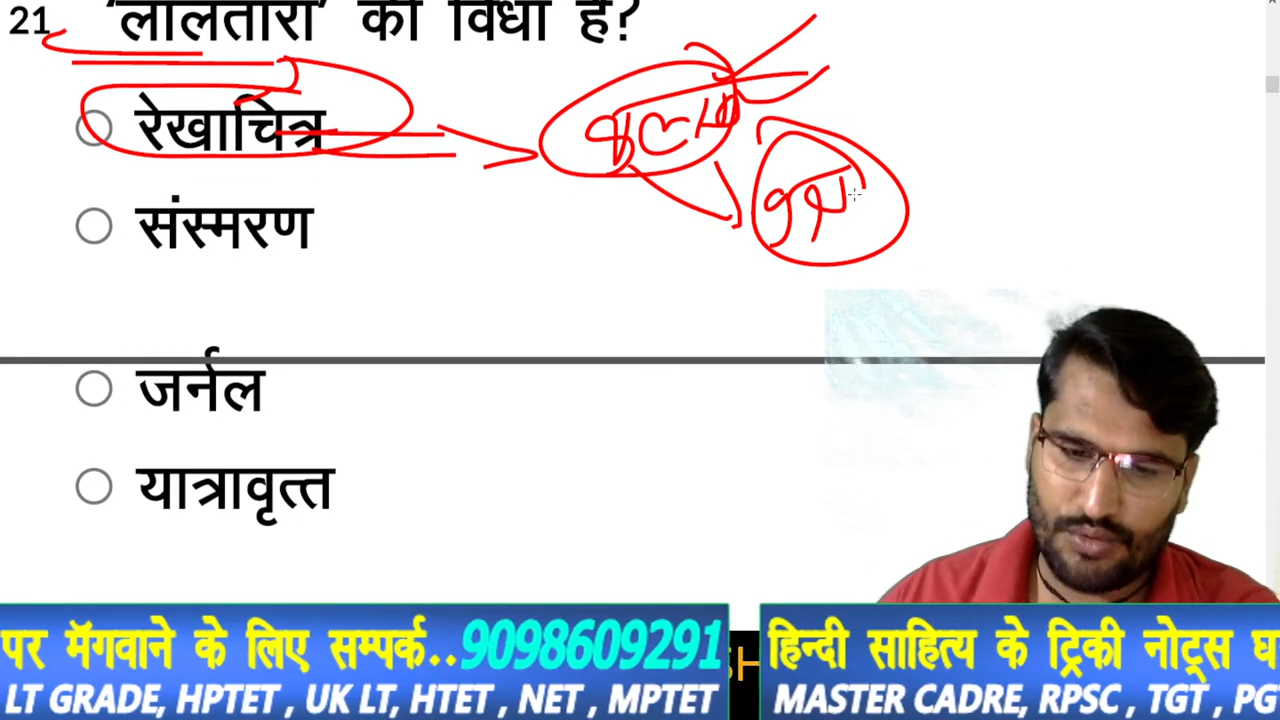 21 'लालतारा' की विधा है?
रेखाचित्र
संस्मरण
जर्नल
यात्रावृत्त
पर मॅगवाने के लिए सम्पर्क..9098609291
LT GRADE, HPTET , UK LT, HTET , NET , MPTET
हिन्दी साहित्य के ट्रिकी नोट्स घ
MASTER CADRE, RPSC , TGT , PG